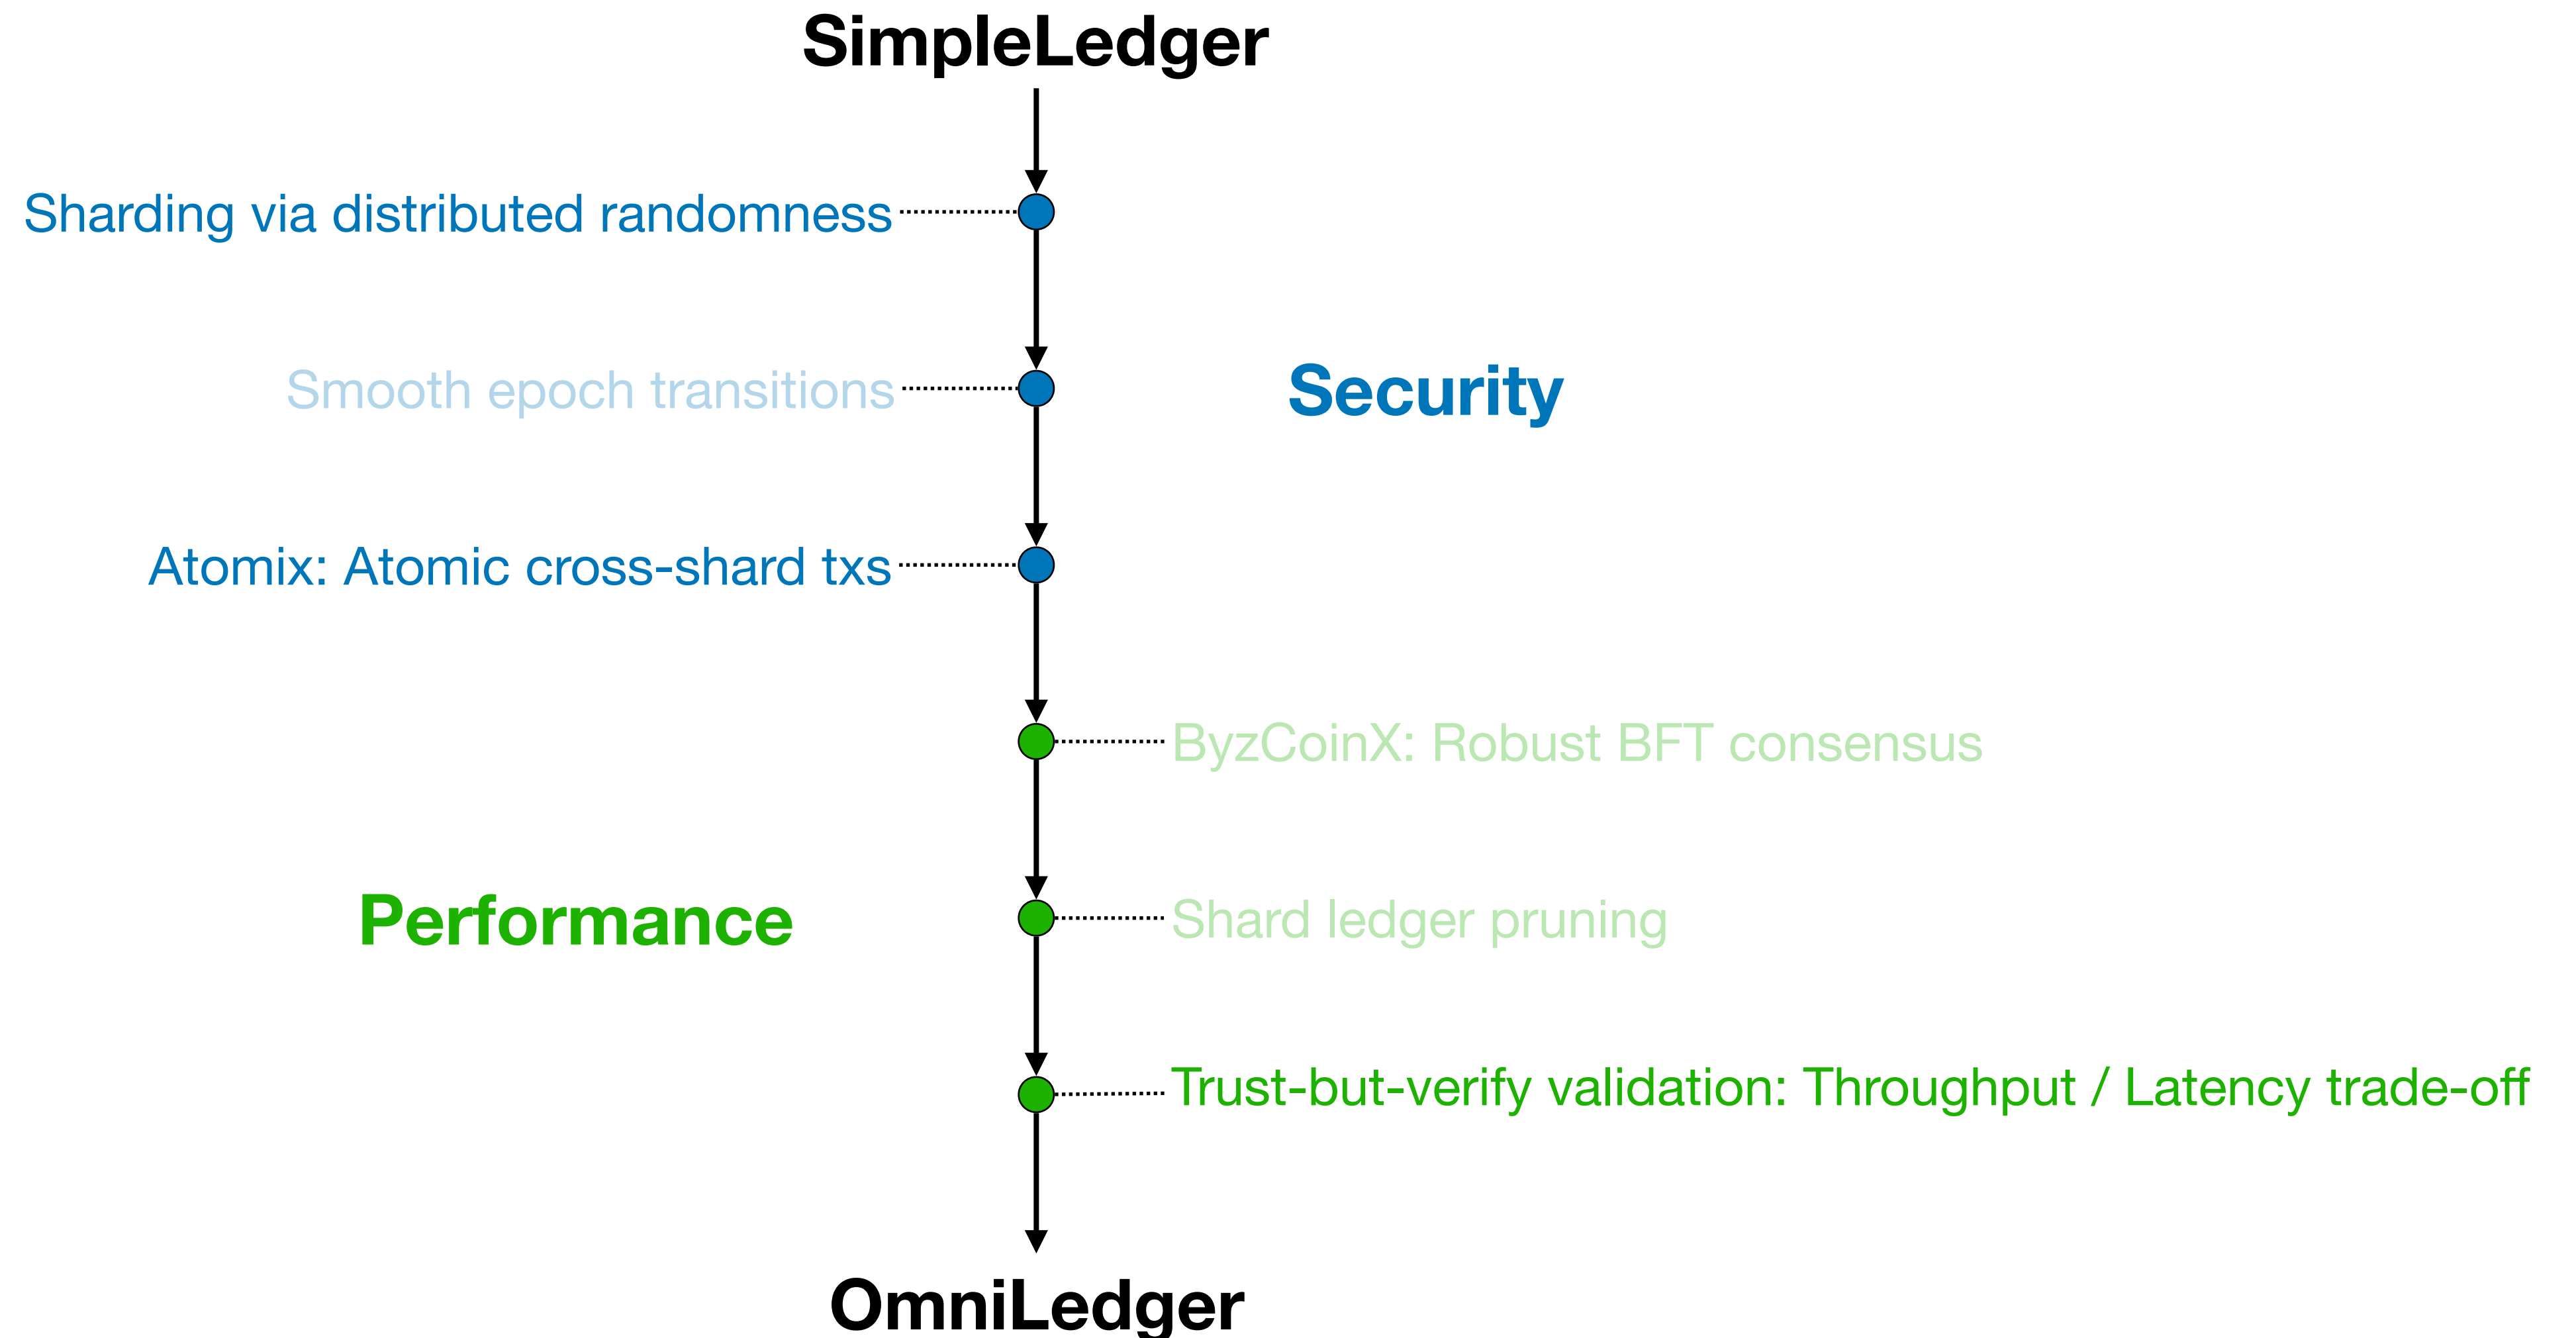 SimpleLedger
Sharding via distributed randomness
Smooth epoch transitions
Security
Atomix: Atomic cross-shard txs
ByzCoinX: Robust BFT consensus
Performance
Shard ledger pruning
Trust-but-verify validation: Throughput / Latency trade-off
OmniLedger